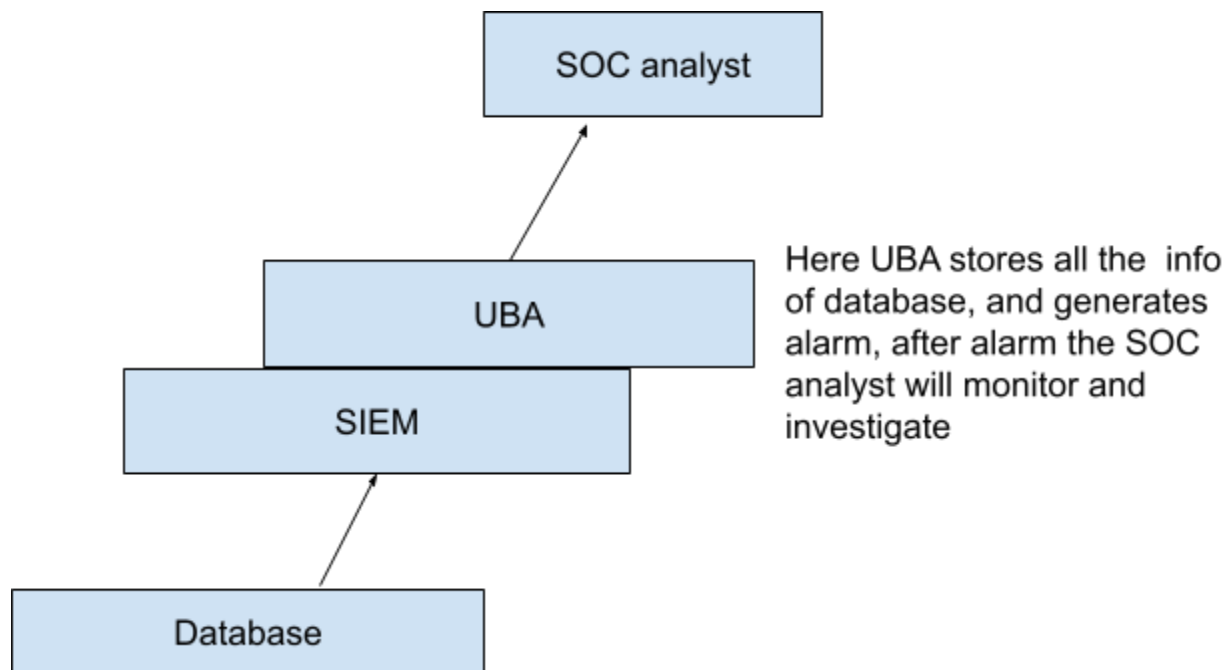 SOC analyst
Here UBA stores all the  info
of database, and generates
alarm, after alarm the SOC
analyst will monitor and
investigate
UBA
SIEM
Database